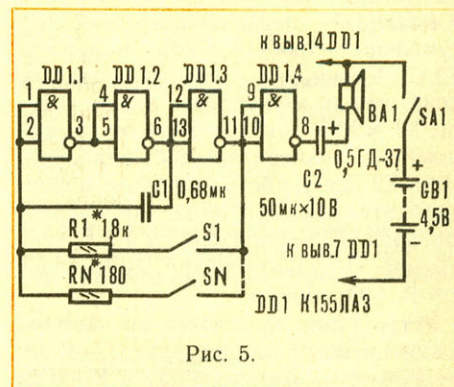 к выв.14 DD1
DD1.1 DD1.2 DD1.3 DD1.4
1 & 3
2
4 & 6
5
12 & 11
13
9 & 8
10
+
BA1
SA1
C1 0,68мк
C2
50мк×10В
0,5ГД-37
+
GB1
4,5В
−
R1* 1,8к
S1
RN* 180
SN
к выв.7 DD1
DD1 К155ЛА3
Рис. 5.